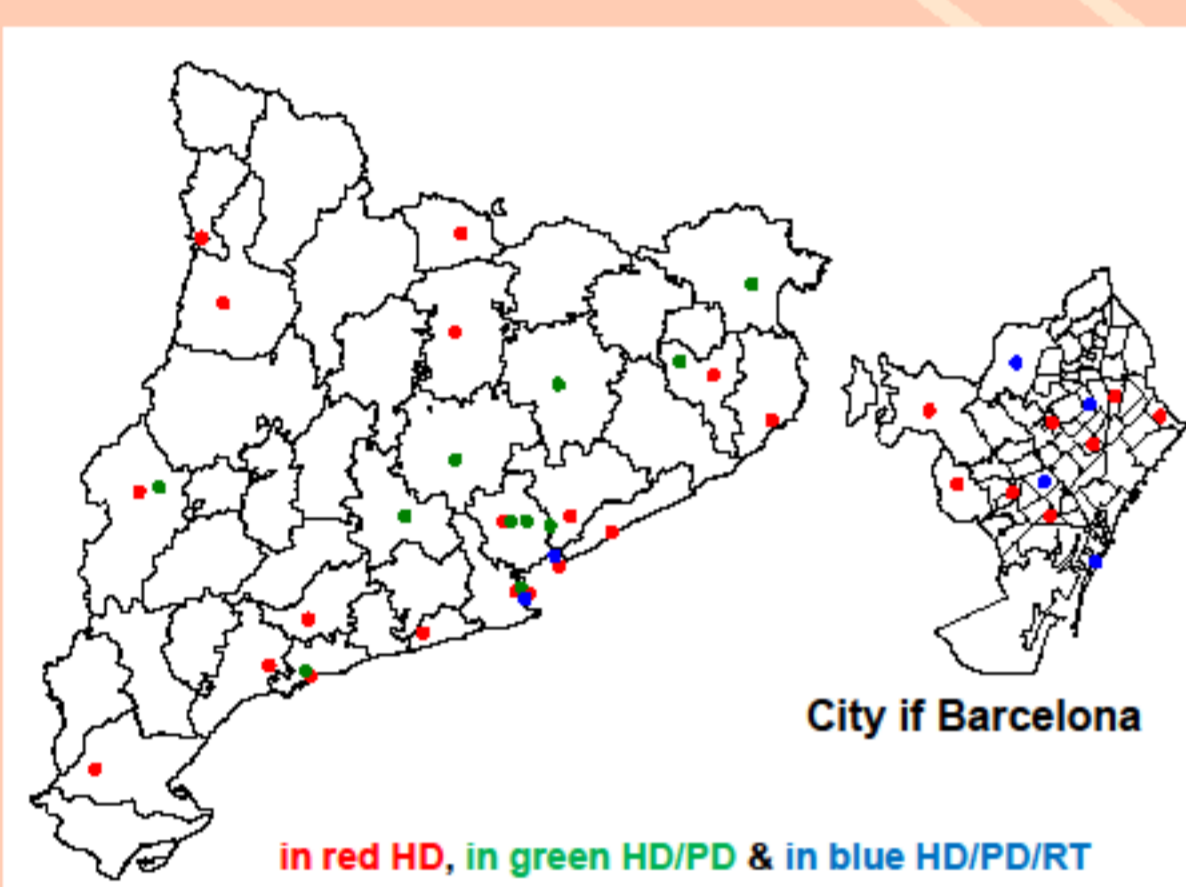 City if Barcelona
in red HD, in green HD/PD & in blue HD/PD/RT